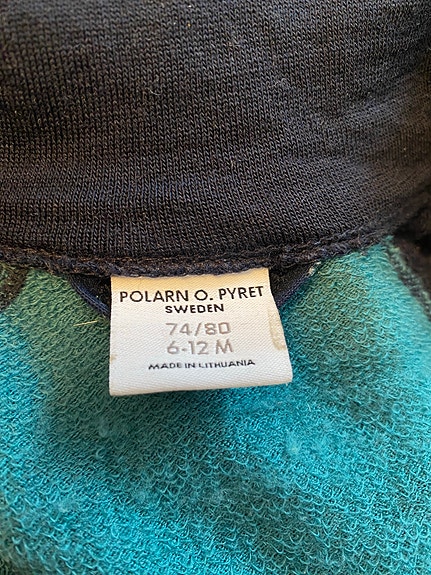 POLARN O. PYRET
SWEDEN
74/80
6-12 M
MADE IN LITHUANIA